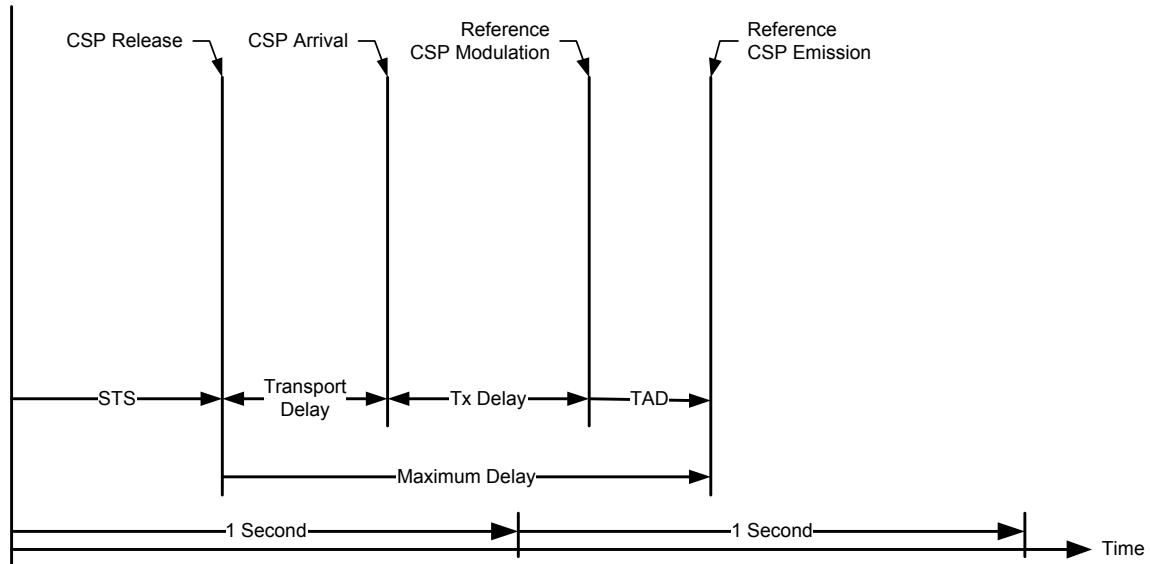 CSP Release
CSP Arrival
Reference
CSP Modulation
Reference
CSP Emission
STS
Transport
Delay
Tx Delay
TAD
Maximum Delay
1 Second
1 Second
Time